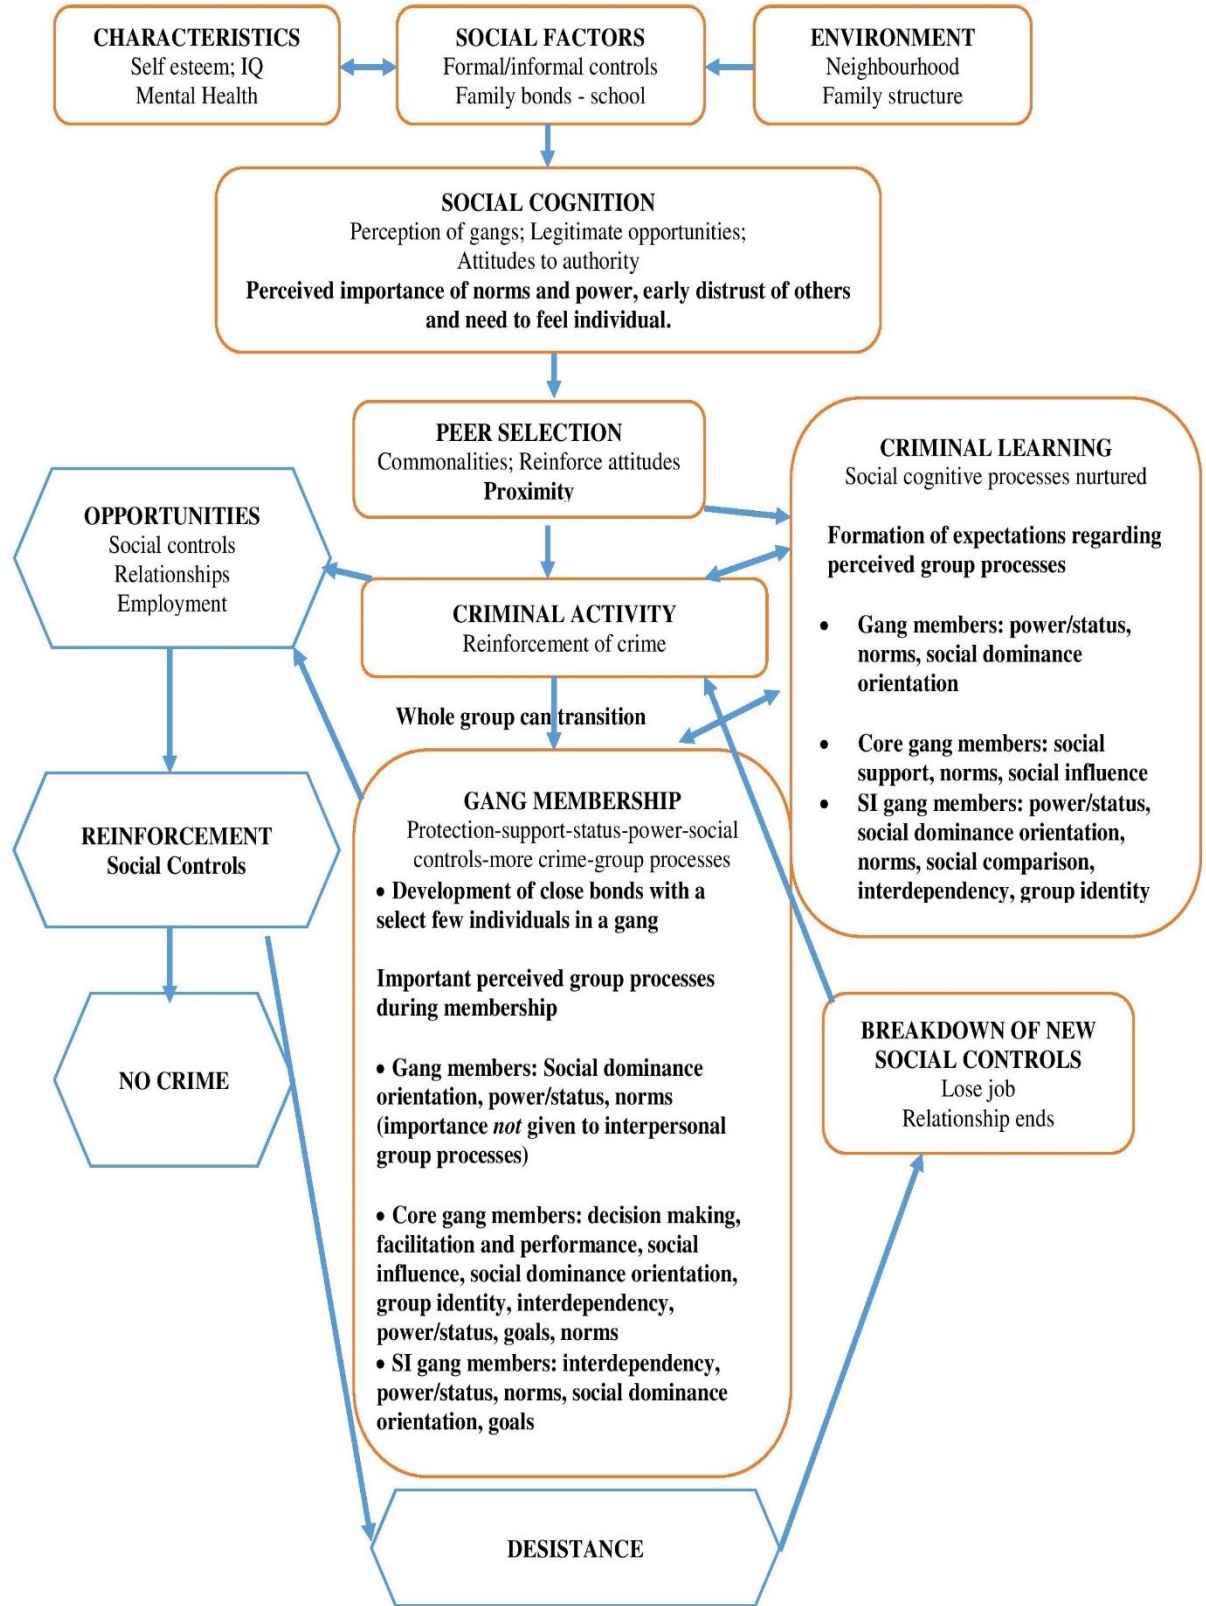 CHARACTERISTICS
Self esteem; IQ
Mental Health
SOCIAL FACTORS
Formal/informal controls
Family bonds - school
ENVIRONMENT
Neighbourhood
Family structure
SOCIAL COGNITION
Perception of gangs; Legitimate opportunities;
Attitudes to authority
Perceived importance of norms and power, early distrust of others
and need to feel individual.
PEER SELECTION
Commonalities; Reinforce attitudes
Proximity
CRIMINAL LEARNING
Social cognitive processes nurtured
Formation of expectations regarding
perceived group processes
• Gang members: power/status,
norms, social dominance
orientation
• Core gang members: social
support, norms, social influence
• SI gang members: power/status,
social dominance orientation,
norms, social comparison,
interdependency, group identity
OPPORTUNITIES
Social controls
Relationships
Employment
CRIMINAL ACTIVITY
Reinforcement of crime
Whole group can transition
REINFORCEMENT
Social Controls
GANG MEMBERSHIP
Protection-support-status-power-social
controls-more crime-group processes
• Development of close bonds with a
select few individuals in a gang
Important perceived group processes
during membership
• Gang members: Social dominance
orientation, power/status, norms
(importance not given to interpersonal
group processes)
• Core gang members: decision making,
facilitation and performance, social
influence, social dominance orientation,
group identity, interdependency,
power/status, goals, norms
• SI gang members: interdependency,
power/status, norms, social dominance
orientation, goals
NO CRIME
BREAKDOWN OF NEW
SOCIAL CONTROLS
Lose job
Relationship ends
DESISTANCE